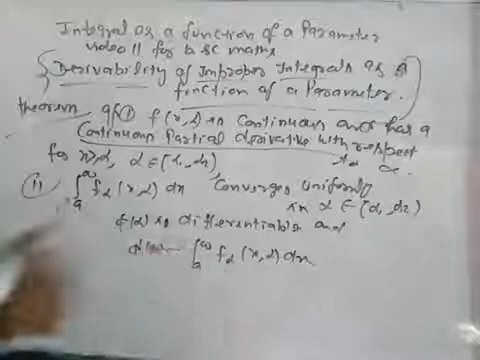 Integral as a function of a Parameter
video 11 for b sc maths
Derivability of Improper Integrals as a
function of a Parameter.
theorem if (i) f(x,α) is continuous and has a
Continuous Partial derivative with respect
to α
for x≥a, α∈(α₁,α₂)
(ii) ∫ₐ^∞ f_α(x,α) dx Converges Uniformly
in α∈(α₁,α₂)
is differentiable and
∫ₐ^∞ f_α(x,α) dx